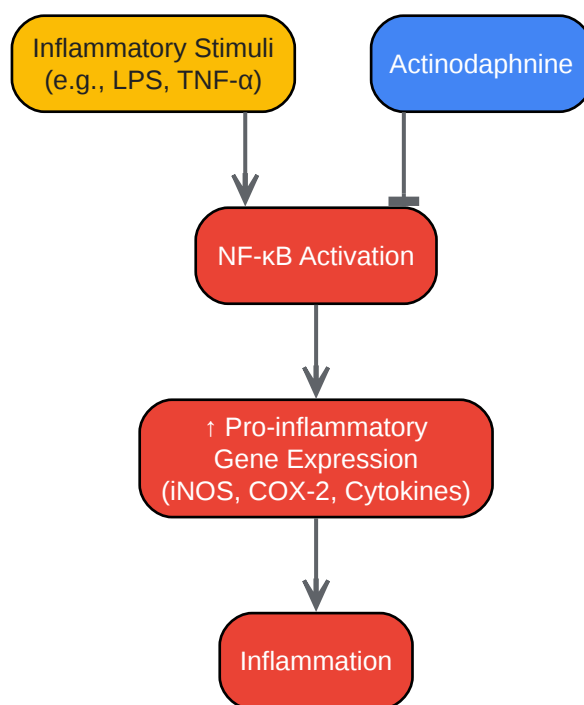 Inflammatory Stimuli
(e.g., LPS, TNF-α)
Actinodaphnine
NF-κB Activation
↑ Pro-inflammatory
Gene Expression
(iNOS, COX-2, Cytokines)
Inflammation